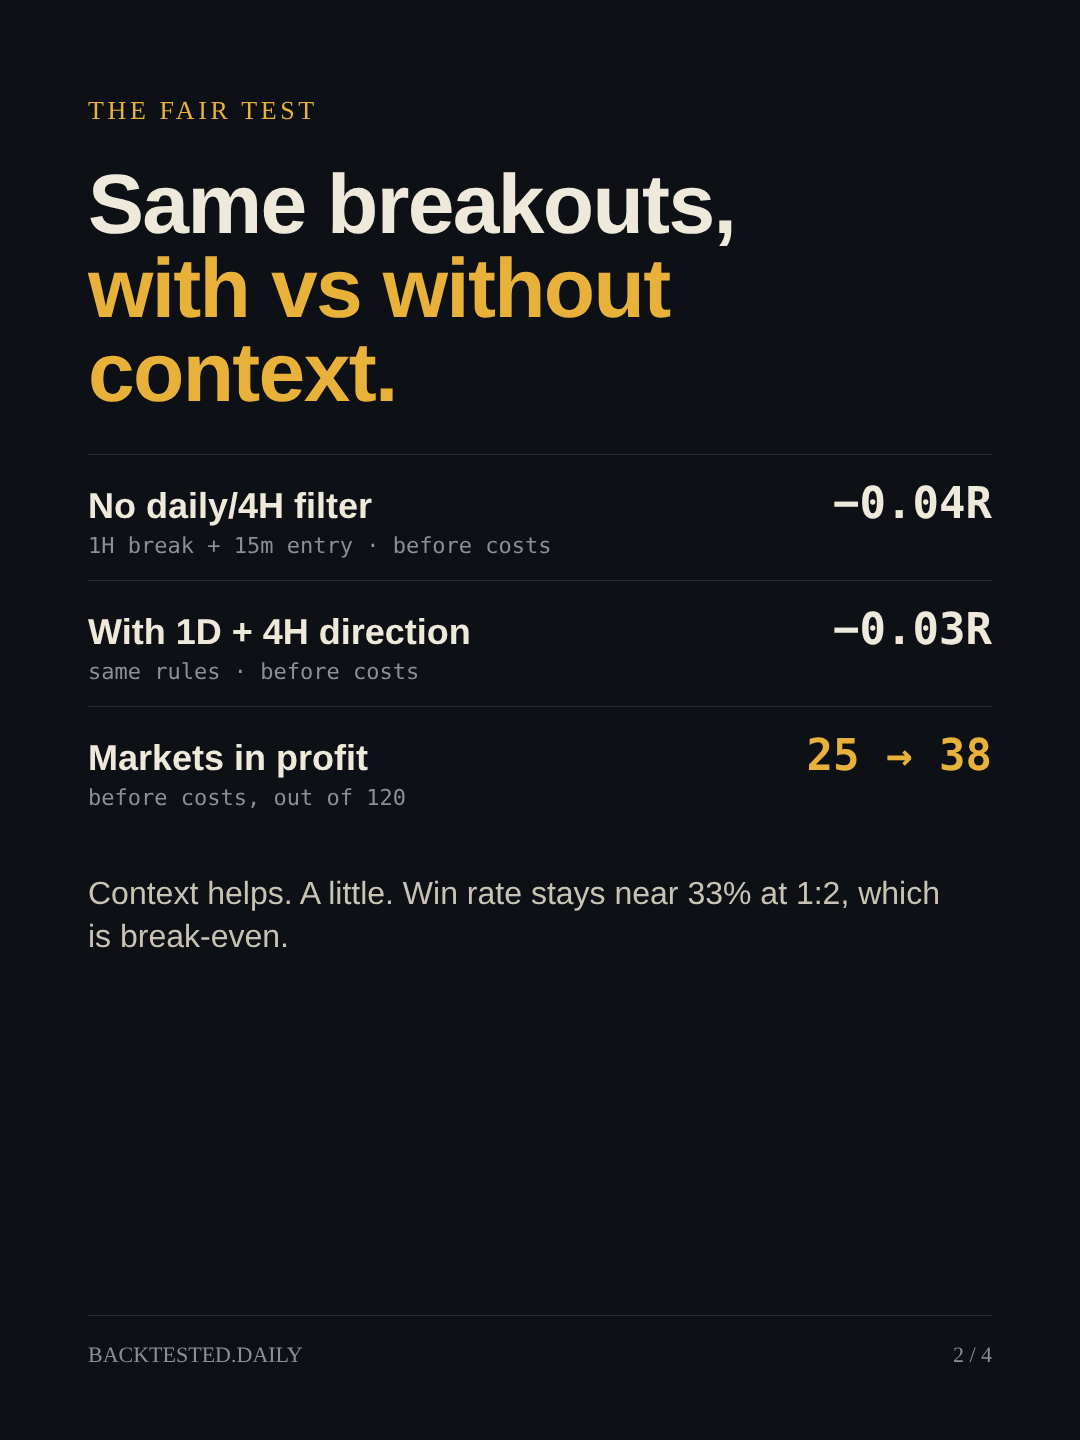 THE FAIR TEST
Same breakouts,
with vs without
context.
No daily/4H filter
−0.04R
1H break + 15m entry · before costs
With 1D + 4H direction
−0.03R
same rules · before costs
Markets in profit
25 → 38
before costs, out of 120
Context helps. A little. Win rate stays near 33% at 1:2, which
is break-even.
BACKTESTED.DAILY
2 / 4